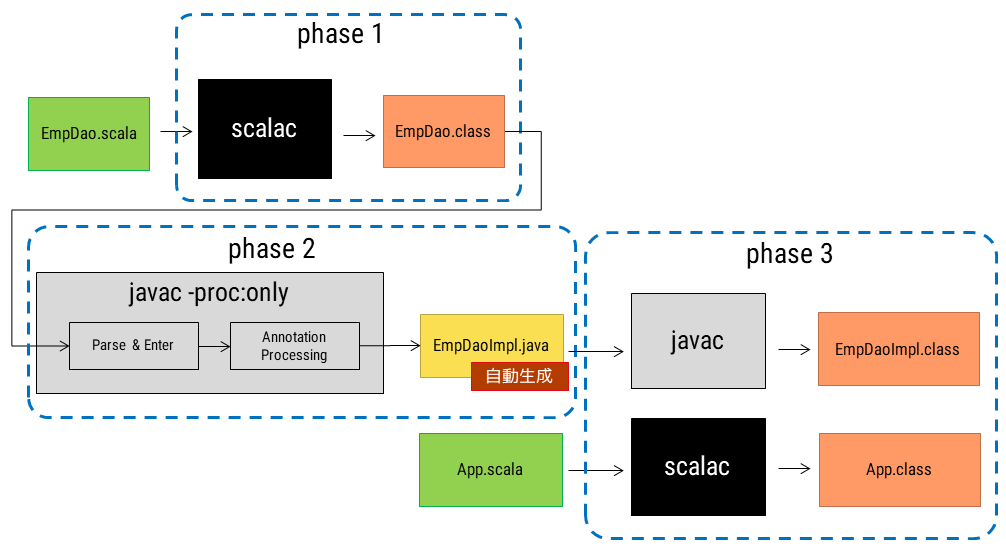 phase 1
EmpDao.scala
scalac
EmpDao.class
phase 2
javac -proc:only
Parse & Enter
Annotation
Processing
EmpDaoImpl.java
自動生成
phase 3
javac
EmpDaoImpl.class
App.scala
scalac
App.class